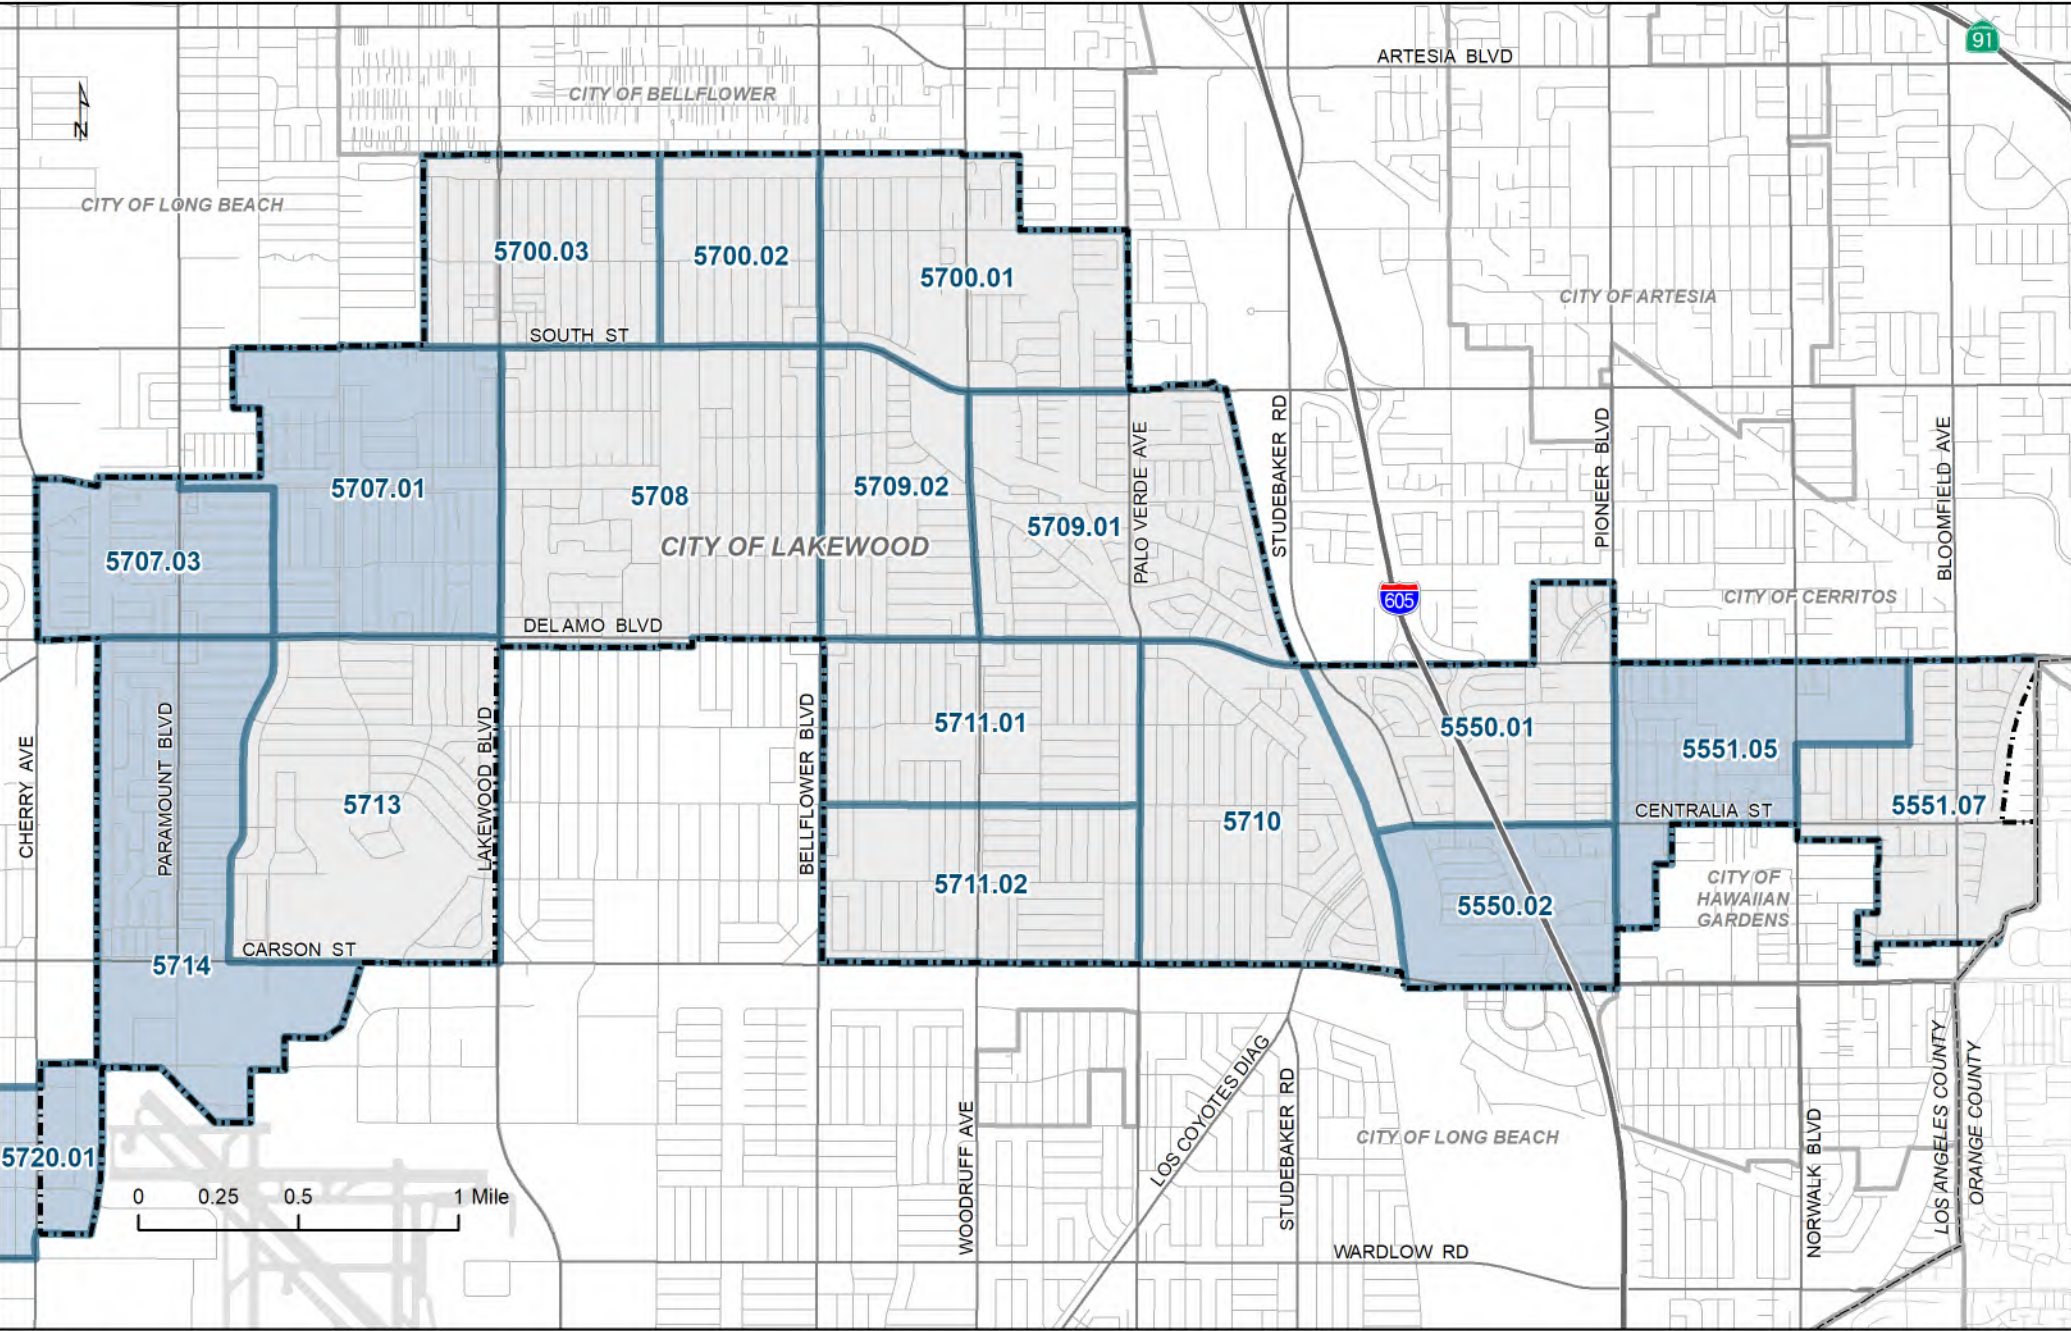 91
ARTESIA BLVD
CITY OF BELLFLOWER
N
CITY OF LONG BEACH
5700.03
5700.02
5700.01
CITY OF ARTESIA
SOUTH ST
STUDEBAKER RD
PIONEER BLVD
BLOOMFIELD AVE
PALO VERDE AVE
5707.01
5708
5709.02
5709.01
CITY OF LAKEWOOD
5707.03
605
CITY OF CERRITOS
DEL AMO BLVD
CHERRY AVE
PARAMOUNT BLVD
LAKEWOOD BLVD
BELLFLOWER BLVD
5711.01
5550.01
5551.05
5713
5710
CENTRALIA ST
5551.07
5711.02
5550.02
CITY OF
HAWAIIAN
GARDENS
CARSON ST
5714
LOS COYOTES DIAG
STUDEBAKER RD
WOODRUFF AVE
CITY OF LONG BEACH
NORWALK BLVD
LOS ANGELES COUNTY
ORANGE COUNTY
5720.01
0 0.25 0.5 1 Mile
WARDLOW RD